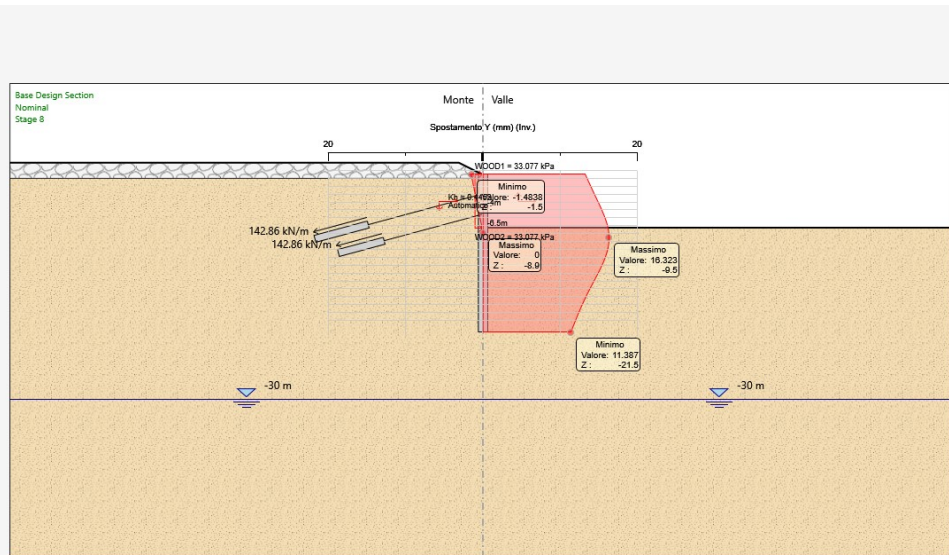 Base Design Section
Nominal
Stage 8
Monte
Valle
Spostamento Y (mm) (Inv.)
20
20
WOOD1 = 33.077 kPa
Minimo
Valore: -1.4838
Z : -1.5
Automatica
-6.5m
142.86 kN/m
142.86 kN/m
WOOD2 = 33.077 kPa
Massimo
Valore: 0
Z : -8.9
Massimo
Valore: 16.323
Z : -9.5
Minimo
Valore: 11.387
Z : -21.5
-30 m
-30 m